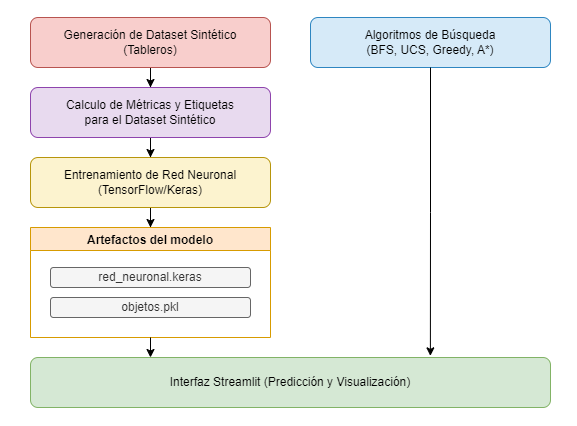 Generación de Dataset Sintético
(Tableros)
Algoritmos de Búsqueda
(BFS, UCS, Greedy, A*)
Calculo de Métricas y Etiquetas
para el Dataset Sintético
Entrenamiento de Red Neuronal
(TensorFlow/Keras)
Artefactos del modelo
red_neuronal.keras
objetos.pkl
Interfaz Streamlit (Predicción y Visualización)